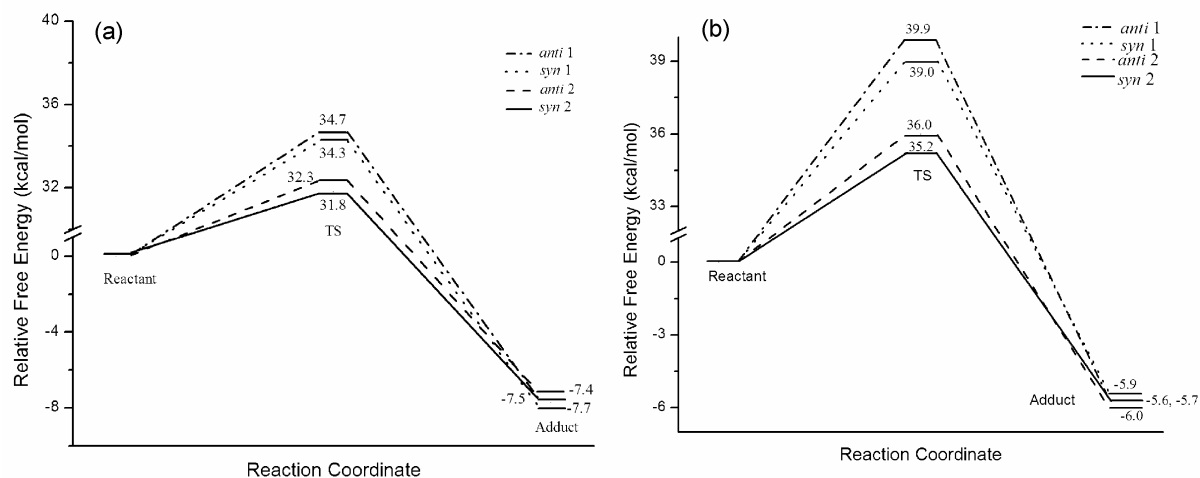 (a)
40
36
32
0
-4
-8
Relative Free Energy (kcal/mol)
anti 1
syn 1
anti 2
syn 2
34.7
34.3
32.3
31.8
TS
Reactant
-7.4
-7.5
-7.7
Adduct
Reaction Coordinate
(b)
39
36
33
0
-3
-6
Relative Free Energy (kcal/mol)
anti 1
syn 1
anti 2
syn 2
39.9
39.0
36.0
35.2
TS
Reactant
-5.9
Adduct
-5.6, -5.7
-6.0
Reaction Coordinate